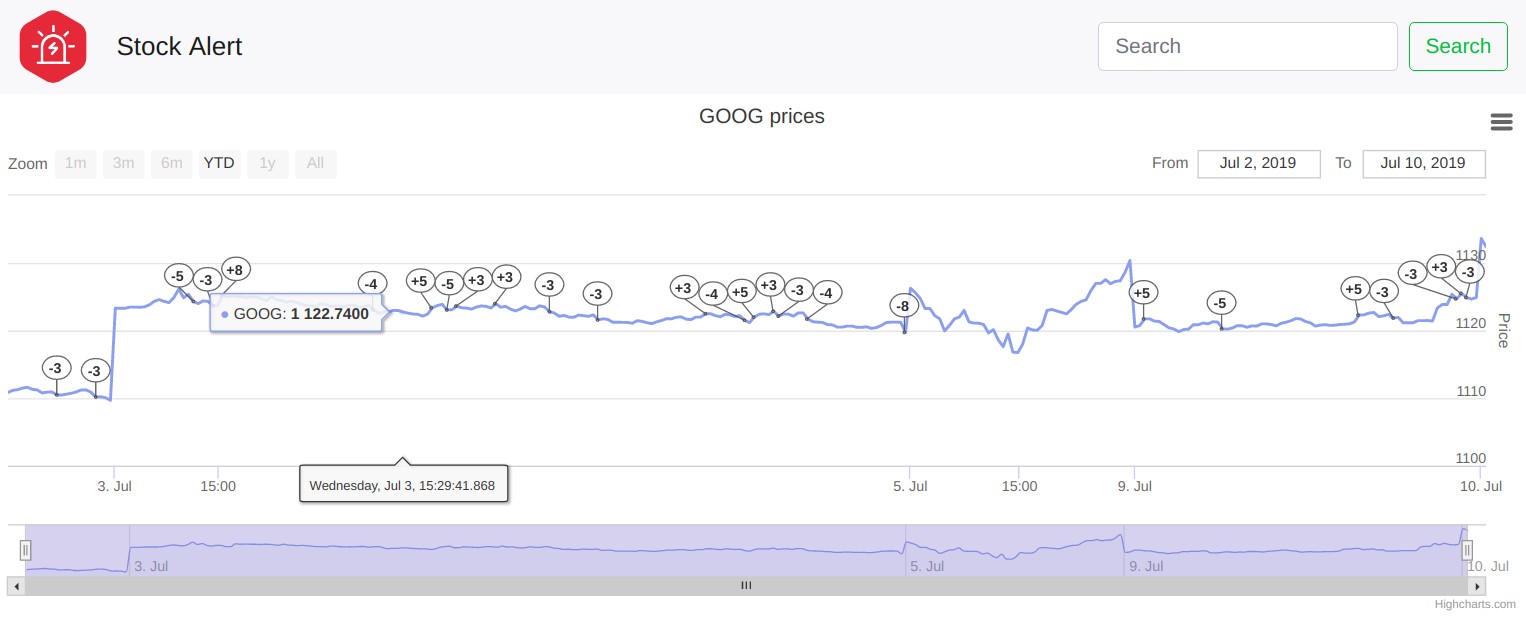 Stock Alert
Search
Search
GOOG prices
Zoom 1m 3m 6m YTD 1y All
From Jul 2, 2019 To Jul 10, 2019
1130
-5 -3 +8 -4 +5 -5 +3 +3 -3 -3 +3 -4 +5 +3 -3 -4 -8 +5 -5 +5 -3 -3 +3 -3
GOOG: 1 122.7400
1120
Price
-3 -3
1110
1100
3. Jul 15:00 5. Jul 15:00 9. Jul 10. Jul
Wednesday, Jul 3, 15:29:41.868
3. Jul 5. Jul 9. Jul 10. Jul
Highcharts.com